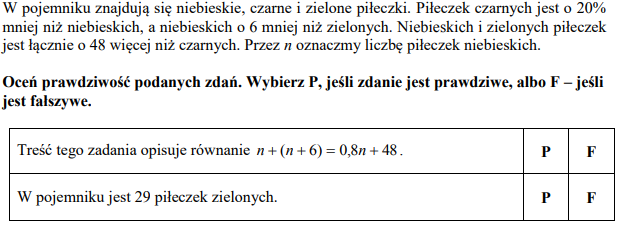 W pojemniku znajdują się niebieskie, czarne i zielone piłeczki. Piłeczek czarnych jest o 20%
mniej niż niebieskich, a niebieskich o 6 mniej niż zielonych. Niebieskich i zielonych piłeczek
jest łącznie o 48 więcej niż czarnych. Przez n oznaczmy liczbę piłeczek niebieskich.
Oceń prawdziwość podanych zdań. Wybierz P, jeśli zdanie jest prawdziwe, albo F – jeśli
jest fałszywe.
Treść tego zadania opisuje równanie n + (n + 6) = 0,8n + 48. P F
W pojemniku jest 29 piłeczek zielonych. P F